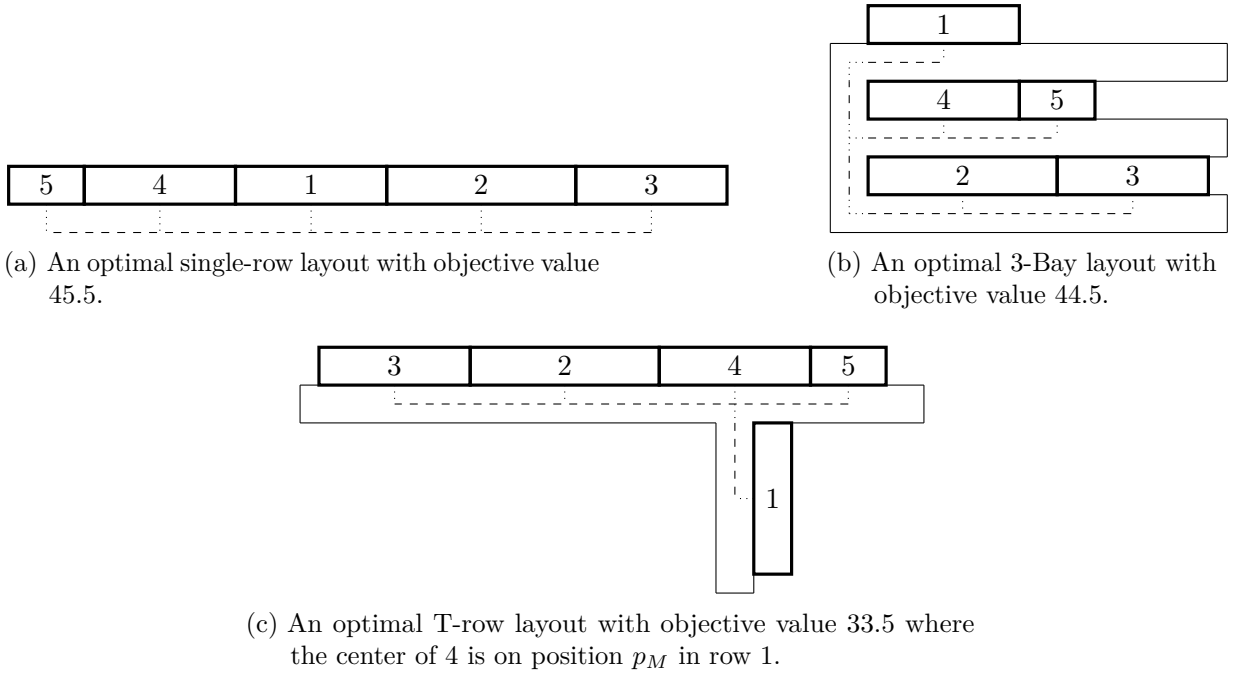 5 4 1 2 3
(a) An optimal single-row layout with objective value
45.5.
1
4 5
2 3
(b) An optimal 3-Bay layout with
objective value 44.5.
3 2 4 5
1
(c) An optimal T-row layout with objective value 33.5 where
the center of 4 is on position p_M in row 1.